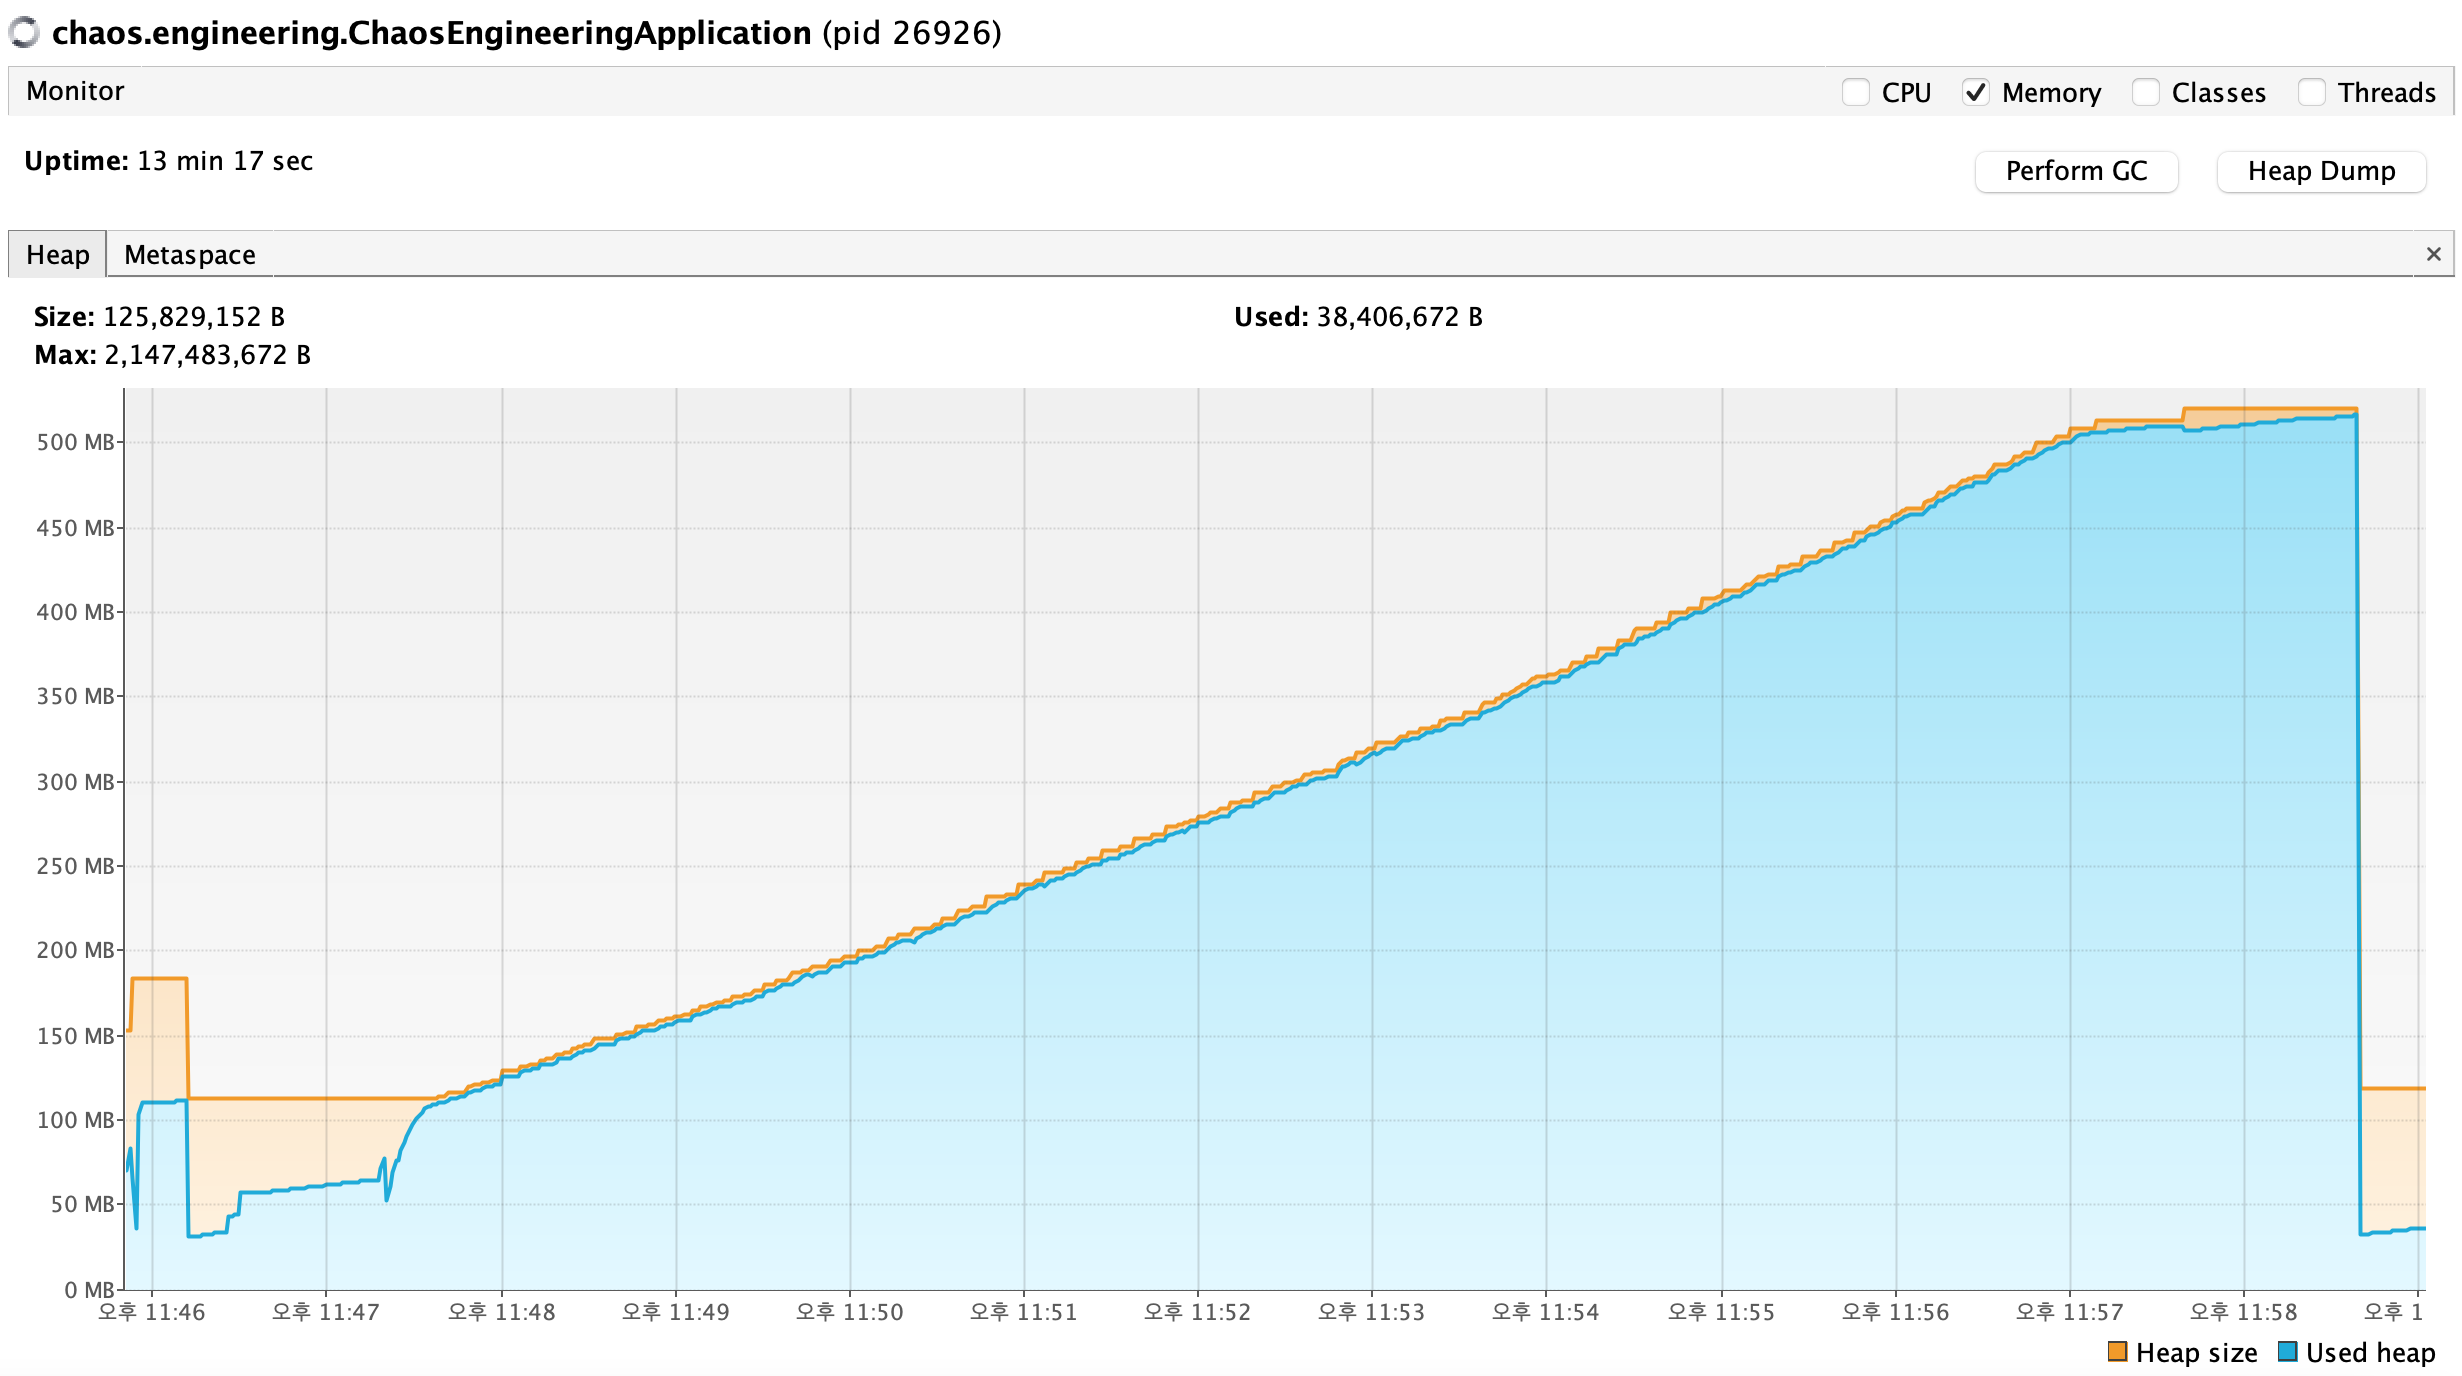 chaos.engineering.ChaosEngineeringApplication (pid 26926)
Monitor
CPU Memory Classes Threads
Uptime: 13 min 17 sec
Perform GC Heap Dump
Heap Metaspace ×
Size: 125,829,152 B Used: 38,406,672 B
Max: 2,147,483,672 B
500 MB
450 MB
400 MB
350 MB
300 MB
250 MB
200 MB
150 MB
100 MB
50 MB
0 MB
오후 11:46 오후 11:47 오후 11:48 오후 11:49 오후 11:50 오후 11:51 오후 11:52 오후 11:53 오후 11:54 오후 11:55 오후 11:56 오후 11:57 오후 11:58 오후 1
Heap size Used heap